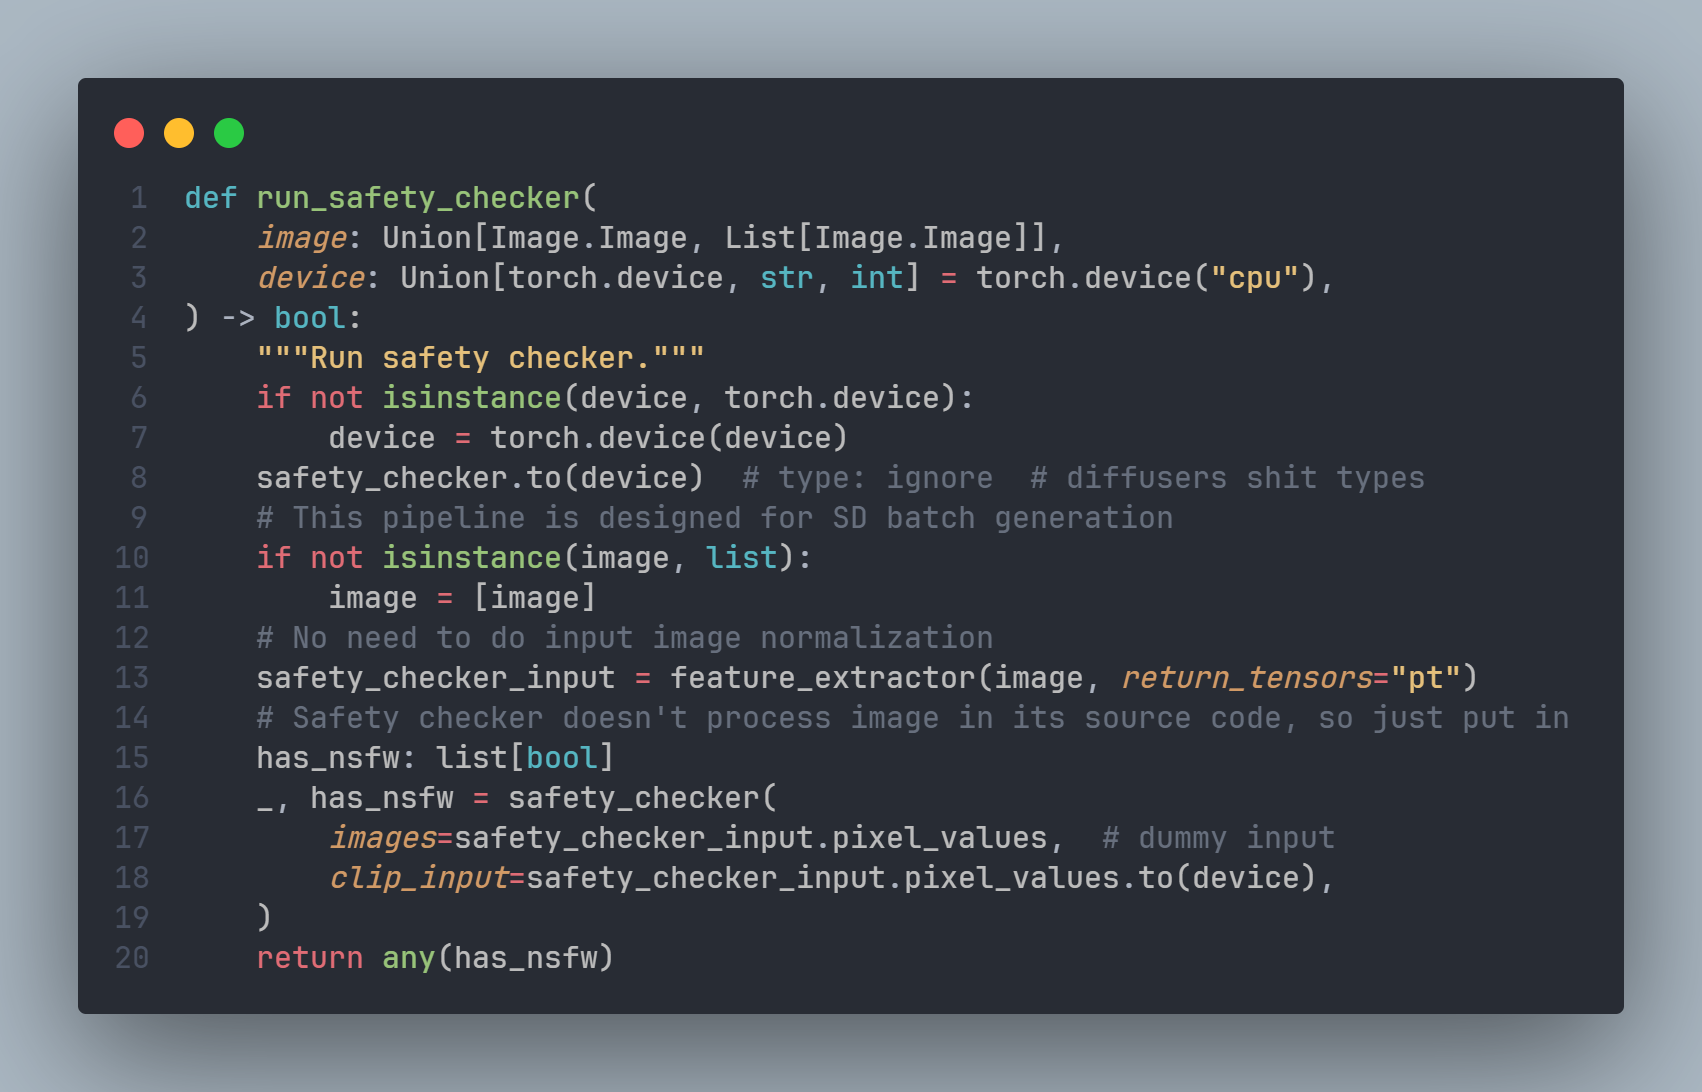 1 def run_safety_checker(
2     image: Union[Image.Image, List[Image.Image]],
3     device: Union[torch.device, str, int] = torch.device("cpu"),
4 ) -> bool:
5     """Run safety checker."""
6     if not isinstance(device, torch.device):
7         device = torch.device(device)
8     safety_checker.to(device)  # type: ignore  # diffusers shit types
9     # This pipeline is designed for SD batch generation
10     if not isinstance(image, list):
11         image = [image]
12     # No need to do input image normalization
13     safety_checker_input = feature_extractor(image, return_tensors="pt")
14     # Safety checker doesn't process image in its source code, so just put in
15     has_nsfw: list[bool]
16     _, has_nsfw = safety_checker(
17         images=safety_checker_input.pixel_values,  # dummy input
18         clip_input=safety_checker_input.pixel_values.to(device),
19     )
20     return any(has_nsfw)